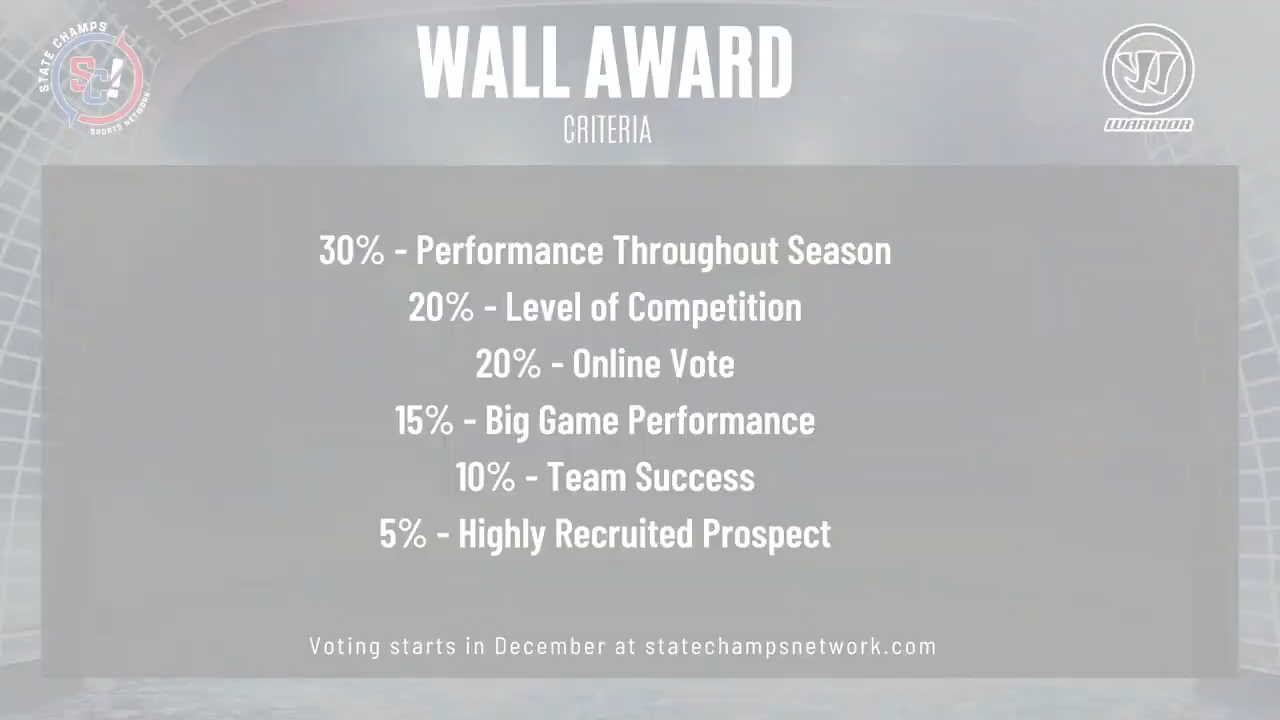 STATE CHAMPS
SC!
SPORTS NETWORK
WALL AWARD
CRITERIA
WARRIOR
30% - Performance Throughout Season
20% - Level of Competition
20% - Online Vote
15% - Big Game Performance
10% - Team Success
5% - Highly Recruited Prospect
Voting starts in December at statechampsnetwork.com